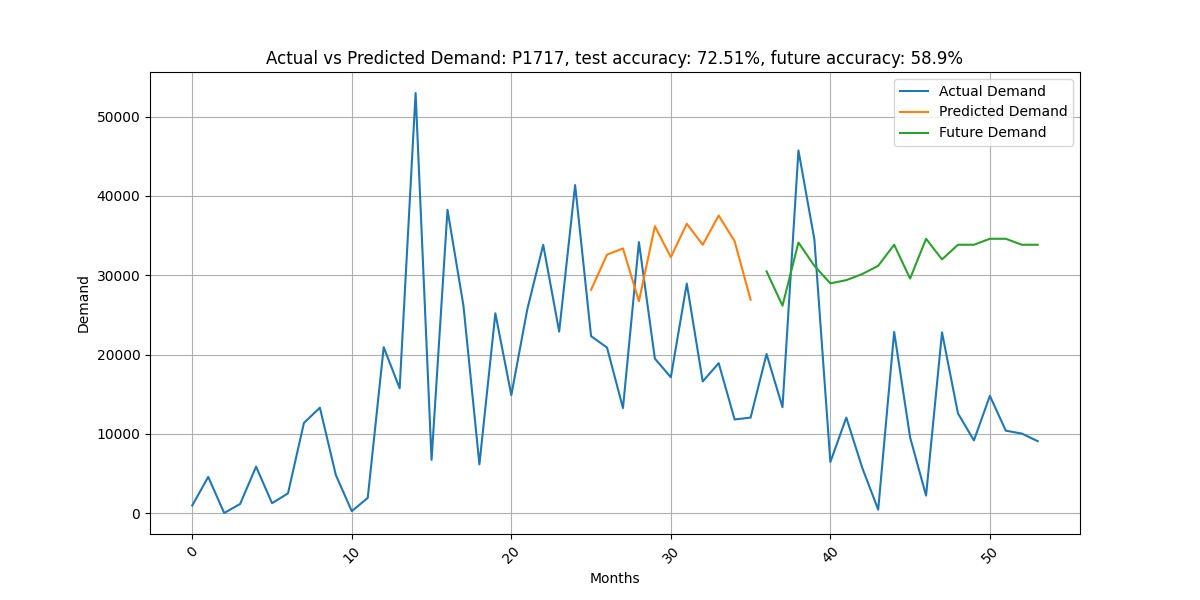 Actual vs Predicted Demand: P1717, test accuracy: 72.51%, future accuracy: 58.9%
Actual Demand
Predicted Demand
Future Demand
50000
40000
30000
20000
10000
0
Demand
0
10
20
30
40
50
Months